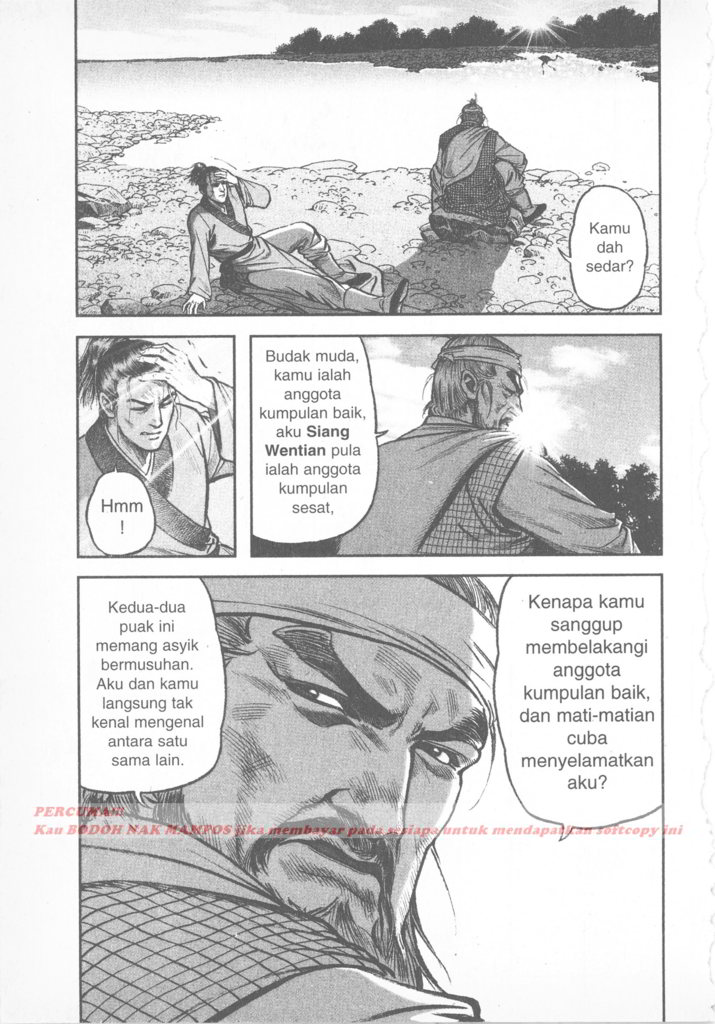 Kamu
dah
sedar?
Hmm
!
Budak muda,
kamu ialah
anggota
kumpulan baik,
aku Siang
Wentian pula
ialah anggota
kumpulan
sesat,
Kedua-dua
puak ini
memang asyik
bermusuhan.
Aku dan kamu
langsung tak
kenal mengenal
antara satu
sama lain.
Kenapa kamu
sanggup
membelakangi
anggota
kumpulan baik,
dan mati-matian
cuba
menyelamatkan
aku?
PERCUMA!!!
Kau BODOH NAK MAMPOS jika membayar pada sesiapa untuk mendapatkan softcopy ini